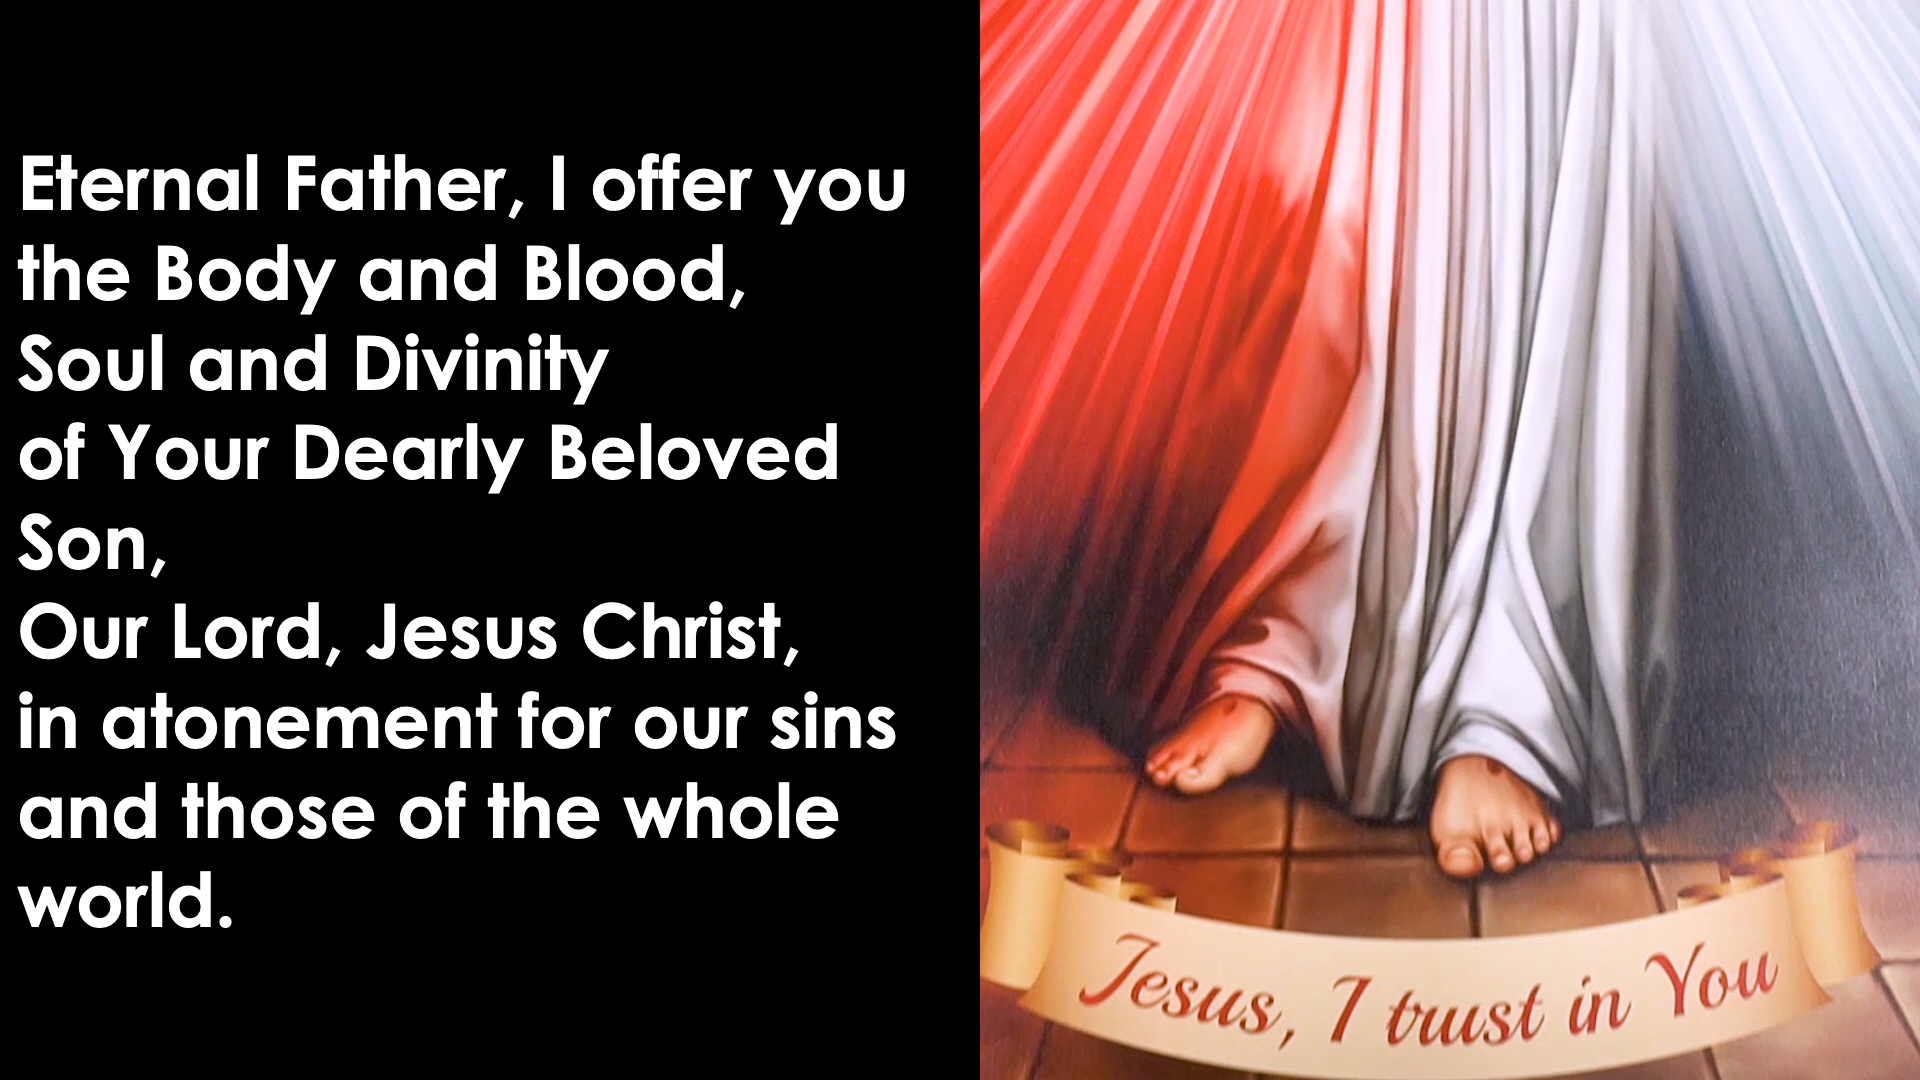 Eternal Father, I offer you
the Body and Blood,
Soul and Divinity
of Your Dearly Beloved
Son,
Our Lord, Jesus Christ,
in atonement for our sins
and those of the whole
world.
Jesus, I trust in You